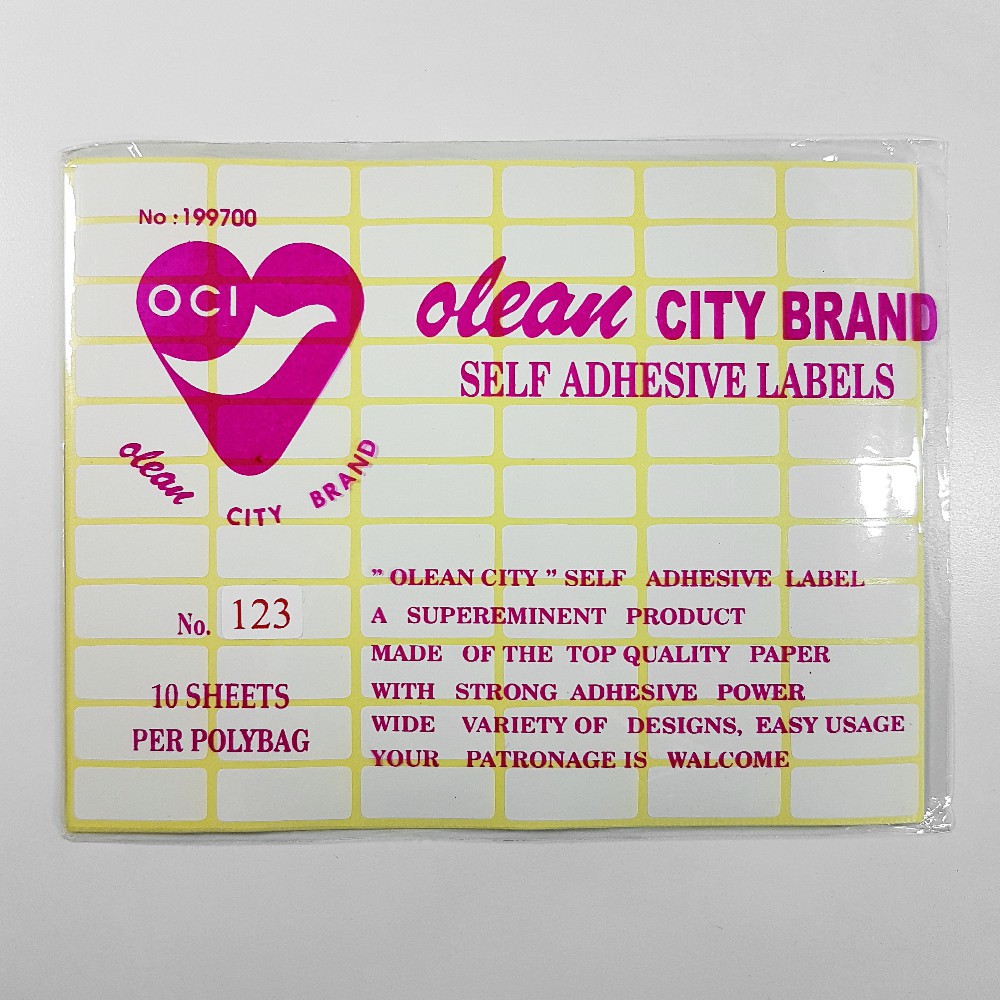 No : 199700
OCI
olean CITY BRAND
SELF ADHESIVE LABELS
olean CITY BRAND
" OLEAN CITY " SELF ADHESIVE LABEL
A SUPEREMINENT PRODUCT
MADE OF THE TOP QUALITY PAPER
WITH STRONG ADHESIVE POWER
WIDE VARIETY OF DESIGNS, EASY USAGE
YOUR PATRONAGE IS WALCOME
No. 123
10 SHEETS
PER POLYBAG